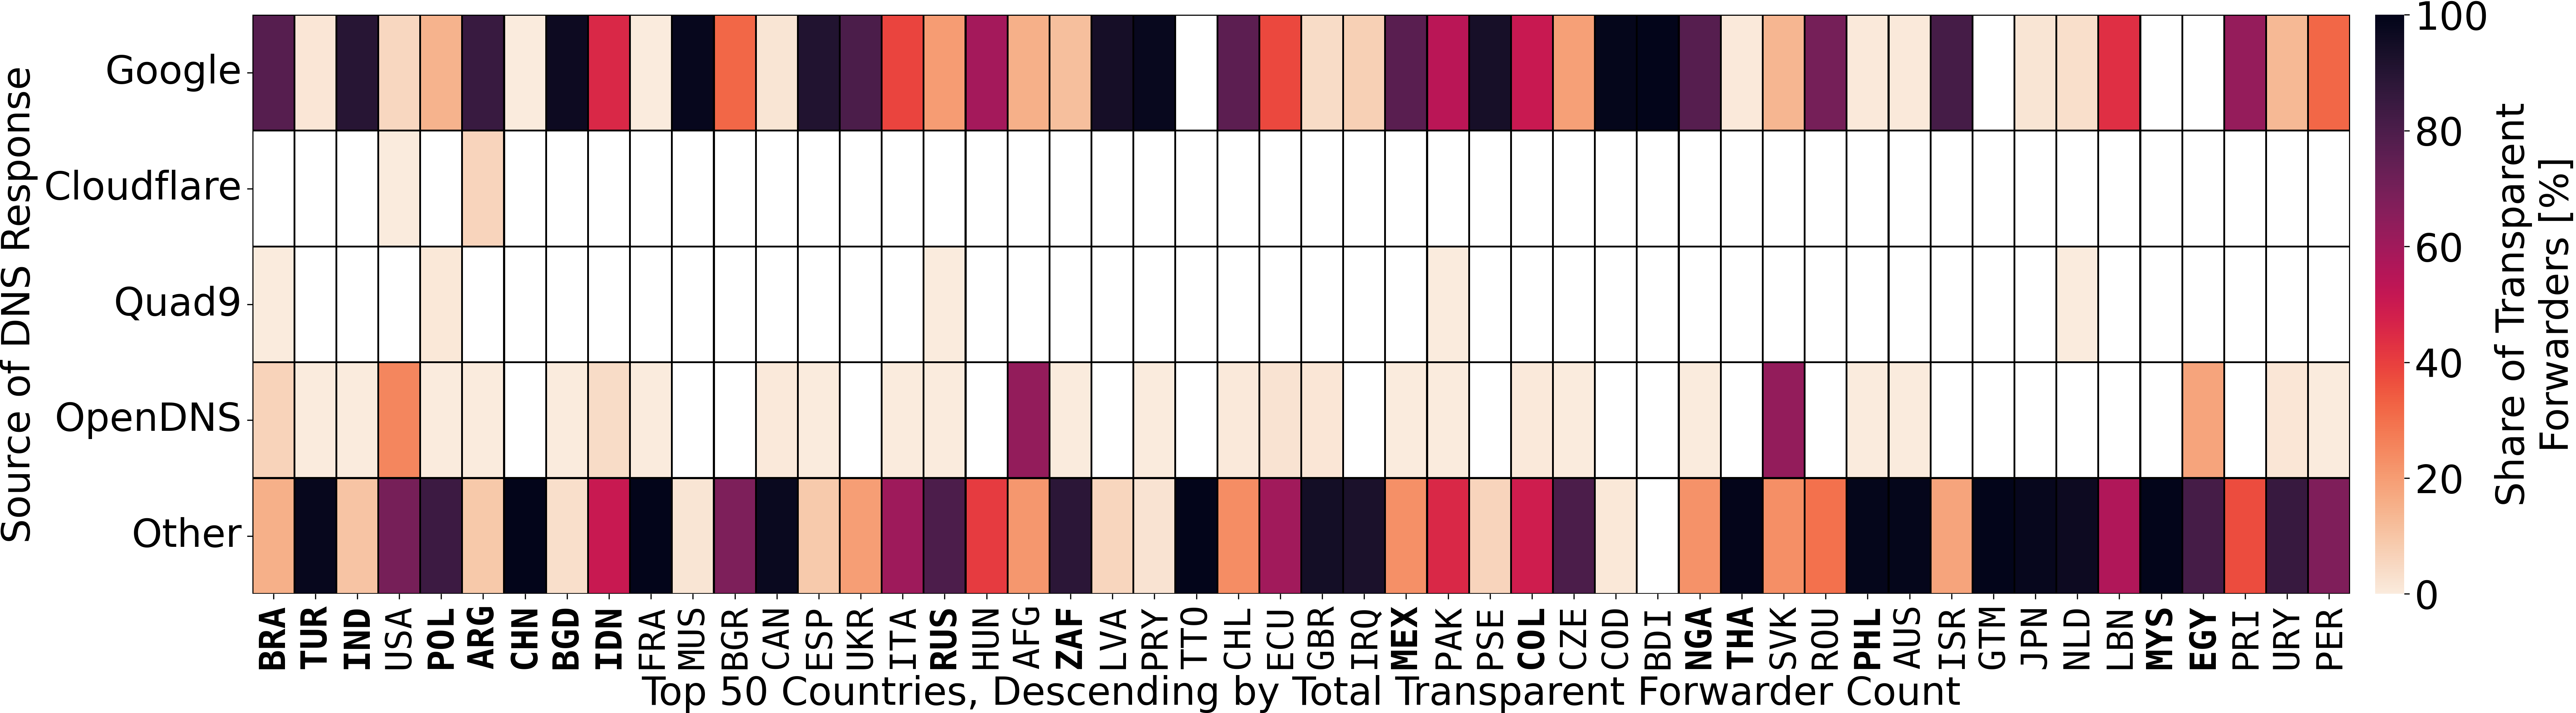 Source of DNS Response
Google
Cloudflare
Quad9
OpenDNS
Other
BRA TUR IND USA POL ARG CHN BGD IDN FRA MUS BGR CAN ESP UKR ITA RUS HUN AFG ZAF LVA PRY TTO CHL ECU GBR IRQ MEX PAK PSE COL CZE COD BDI NGA THA SVK ROU PHL AUS ISR GTM JPN NLD LBN MYS EGY PRI URY PER
Top 50 Countries, Descending by Total Transparent Forwarder Count
100
80
60
40
20
0
Share of Transparent
Forwarders [%]